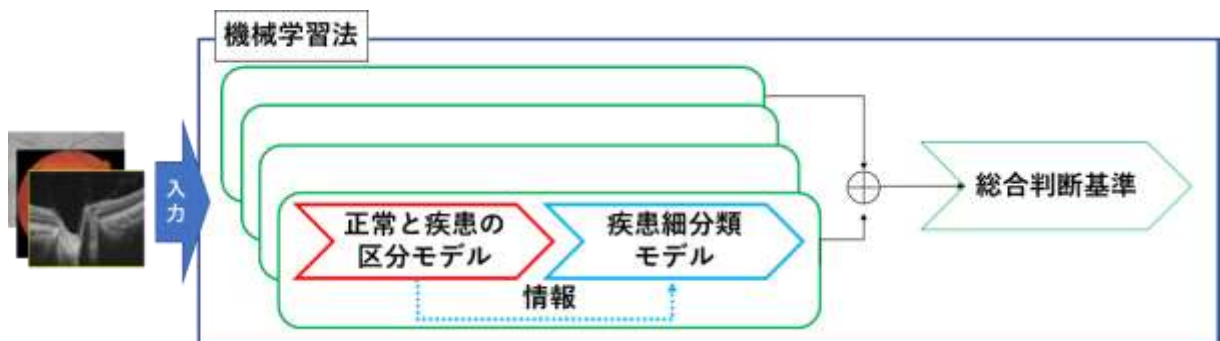 機械学習法
入力
正常と疾患の
区分モデル
疾患細分類
モデル
情報
総合判断基準